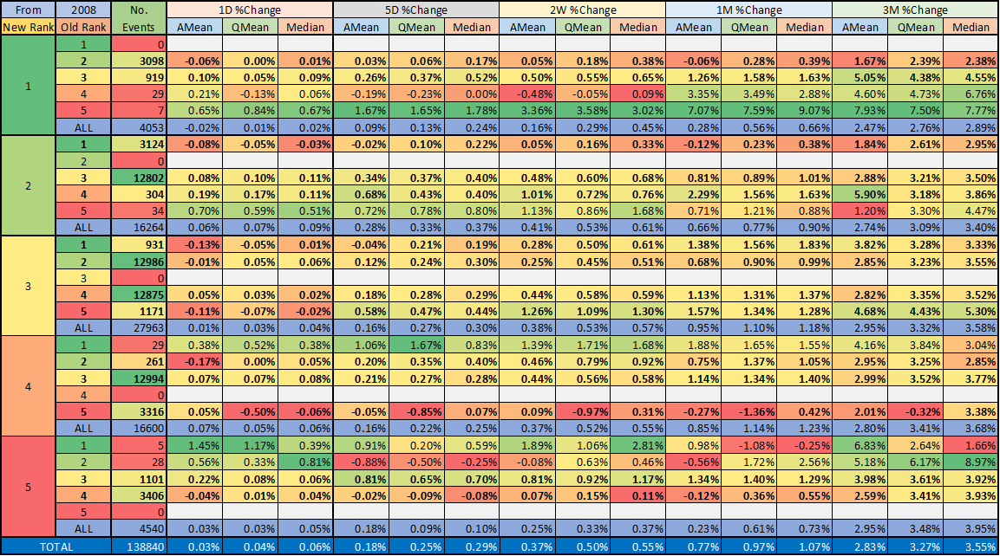 From 2008 No. 1D %Change 5D %Change 2W %Change 1M %Change 3M %Change
New Rank Old Rank Events AMean QMean Median AMean QMean Median AMean QMean Median AMean QMean Median AMean QMean Median
1 0
2 3098 -0.06% 0.00% 0.01% 0.03% 0.06% 0.17% 0.05% 0.18% 0.38% -0.06% 0.28% 0.39% 1.67% 2.39% 2.38%
3 919 0.10% 0.05% 0.09% 0.26% 0.37% 0.52% 0.50% 0.55% 0.65% 1.26% 1.58% 1.63% 5.05% 4.38% 4.55%
1 4 29 0.21% -0.13% 0.06% -0.19% -0.23% 0.00% -0.48% -0.05% 0.09% 3.35% 3.49% 2.88% 4.60% 4.73% 6.76%
5 7 0.65% 0.84% 0.67% 1.67% 1.65% 1.78% 3.36% 3.58% 3.02% 7.07% 7.59% 9.07% 7.93% 7.50% 7.77%
ALL 4053 -0.02% 0.01% 0.02% 0.09% 0.13% 0.24% 0.16% 0.29% 0.45% 0.28% 0.56% 0.66% 2.47% 2.76% 2.89%
1 3124 -0.08% -0.05% -0.03% -0.02% 0.10% 0.22% 0.05% 0.16% 0.33% -0.12% 0.23% 0.38% 1.84% 2.61% 2.95%
2 0
3 12802 0.08% 0.10% 0.11% 0.34% 0.37% 0.40% 0.48% 0.60% 0.68% 0.81% 0.89% 1.01% 2.88% 3.21% 3.50%
2 4 304 0.19% 0.17% 0.11% 0.68% 0.43% 0.40% 1.01% 0.72% 0.76% 2.29% 1.56% 1.63% 5.90% 3.18% 3.86%
5 34 0.70% 0.59% 0.51% 0.72% 0.78% 0.80% 1.13% 0.86% 1.68% 0.71% 1.21% 0.88% 1.20% 3.30% 4.47%
ALL 16264 0.06% 0.07% 0.09% 0.28% 0.33% 0.37% 0.41% 0.53% 0.61% 0.66% 0.77% 0.90% 2.74% 3.09% 3.40%
1 931 -0.13% -0.05% 0.01% -0.04% 0.21% 0.19% 0.28% 0.50% 0.61% 1.38% 1.56% 1.83% 3.82% 3.28% 3.33%
2 12986 -0.01% 0.05% 0.06% 0.12% 0.24% 0.30% 0.25% 0.45% 0.51% 0.68% 0.90% 0.99% 2.85% 3.23% 3.55%
3 0
3 4 12875 0.05% 0.03% 0.02% 0.18% 0.28% 0.29% 0.44% 0.58% 0.59% 1.13% 1.31% 1.37% 2.82% 3.35% 3.52%
5 1171 -0.11% -0.07% -0.02% 0.58% 0.47% 0.44% 1.26% 1.09% 1.30% 1.57% 1.34% 1.28% 4.68% 4.43% 5.30%
ALL 27963 0.01% 0.03% 0.04% 0.16% 0.27% 0.30% 0.38% 0.53% 0.57% 0.95% 1.10% 1.18% 2.95% 3.32% 3.58%
1 29 0.38% 0.52% 0.38% 1.06% 1.67% 0.83% 1.39% 1.71% 1.68% 1.88% 1.65% 1.55% 4.16% 3.84% 3.04%
2 261 -0.17% 0.00% 0.05% 0.20% 0.35% 0.40% 0.46% 0.79% 0.92% 0.75% 1.37% 1.05% 2.95% 3.25% 2.85%
3 12994 0.07% 0.07% 0.08% 0.21% 0.27% 0.28% 0.44% 0.56% 0.58% 1.14% 1.34% 1.40% 2.99% 3.52% 3.77%
4 4 0
5 3316 0.05% -0.50% -0.06% -0.05% -0.85% 0.07% 0.09% -0.97% 0.31% -0.27% -1.36% 0.42% 2.01% -0.32% 3.38%
ALL 16600 0.07% 0.05% 0.06% 0.16% 0.22% 0.25% 0.37% 0.52% 0.55% 0.85% 1.14% 1.23% 2.80% 3.41% 3.68%
1 5 1.45% 1.17% 0.39% 0.91% 0.20% 0.59% 1.89% 1.06% 2.81% 0.98% -1.08% -0.25% 6.83% 2.64% 1.66%
2 28 0.56% 0.33% 0.81% -0.88% -0.50% -0.25% -0.08% 0.63% 0.46% -0.56% 1.72% 2.56% 5.18% 6.17% 8.97%
3 1101 0.22% 0.08% 0.06% 0.81% 0.65% 0.70% 0.81% 0.92% 1.17% 1.34% 1.40% 1.29% 3.98% 3.61% 3.92%
5 4 3406 -0.04% 0.01% 0.04% -0.02% -0.09% -0.08% 0.07% 0.15% 0.11% -0.12% 0.36% 0.55% 2.59% 3.41% 3.93%
5 0
ALL 4540 0.03% 0.03% 0.05% 0.18% 0.09% 0.10% 0.25% 0.33% 0.37% 0.23% 0.61% 0.73% 2.95% 3.48% 3.95%
TOTAL 138840 0.03% 0.04% 0.06% 0.18% 0.25% 0.29% 0.37% 0.50% 0.55% 0.77% 0.97% 1.07% 2.83% 3.27% 3.55%